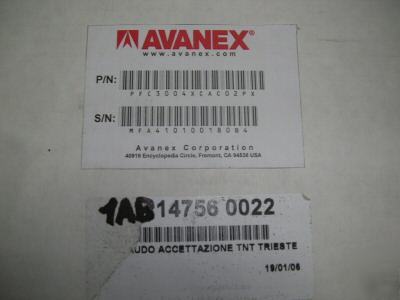 AVANEX®
www.avanex.com
P/N:
PFC3004XCAC02PX
S/N:
MFA41010018084
Avanex Corporation
40919 Encyclopedia Circle, Fremont, CA 94538 USA
1AB14756 0022
AUDO ACCETTAZIONE TNT TRIESTE
19/01/06